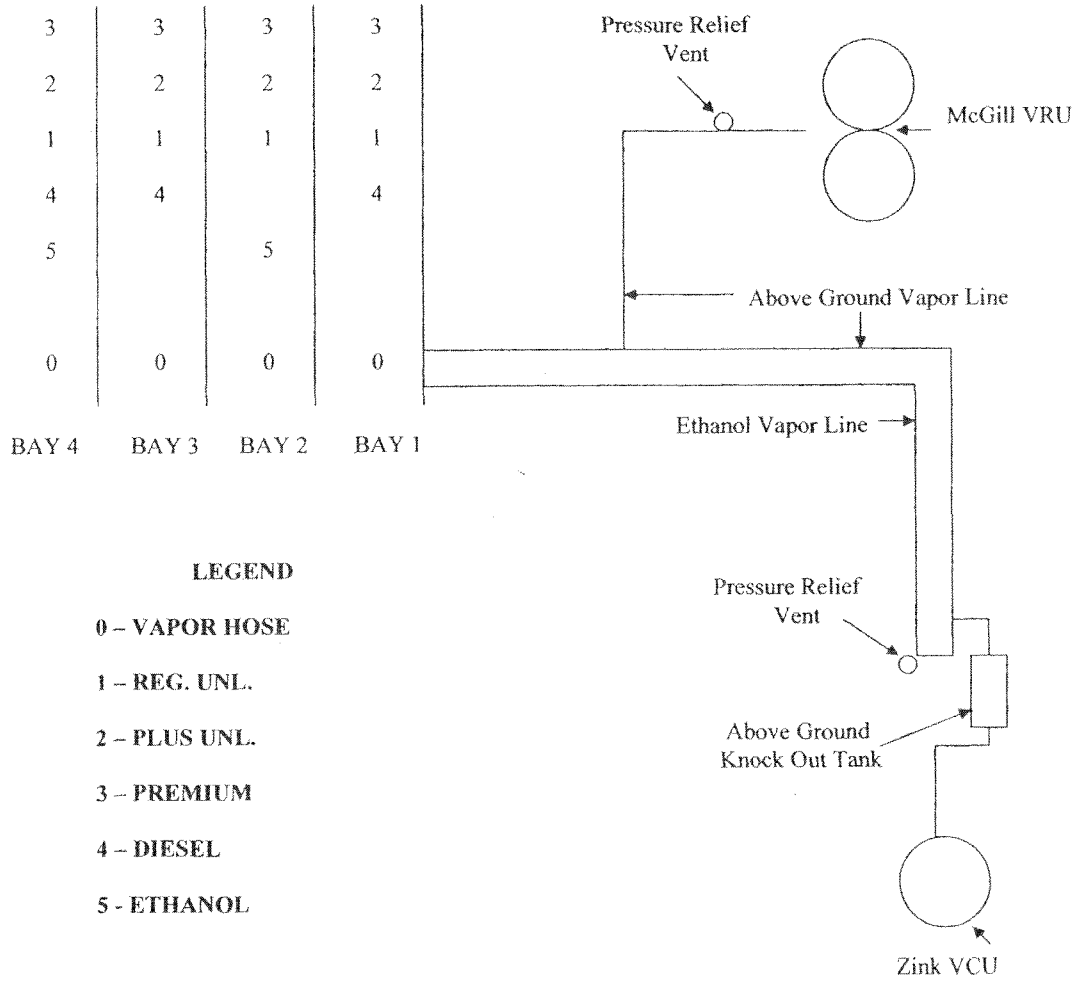 3 3 3 3
2 2 2 2
1 1 1 1
4 4 4
5 5
0 0 0 0
BAY 4 BAY 3 BAY 2 BAY 1
Pressure Relief
Vent
McGill VRU
Above Ground Vapor Line
Ethanol Vapor Line
LEGEND
0 – VAPOR HOSE
1 – REG. UNL.
2 – PLUS UNL.
3 – PREMIUM
4 – DIESEL
5 - ETHANOL
Pressure Relief
Vent
Above Ground
Knock Out Tank
Zink VCU